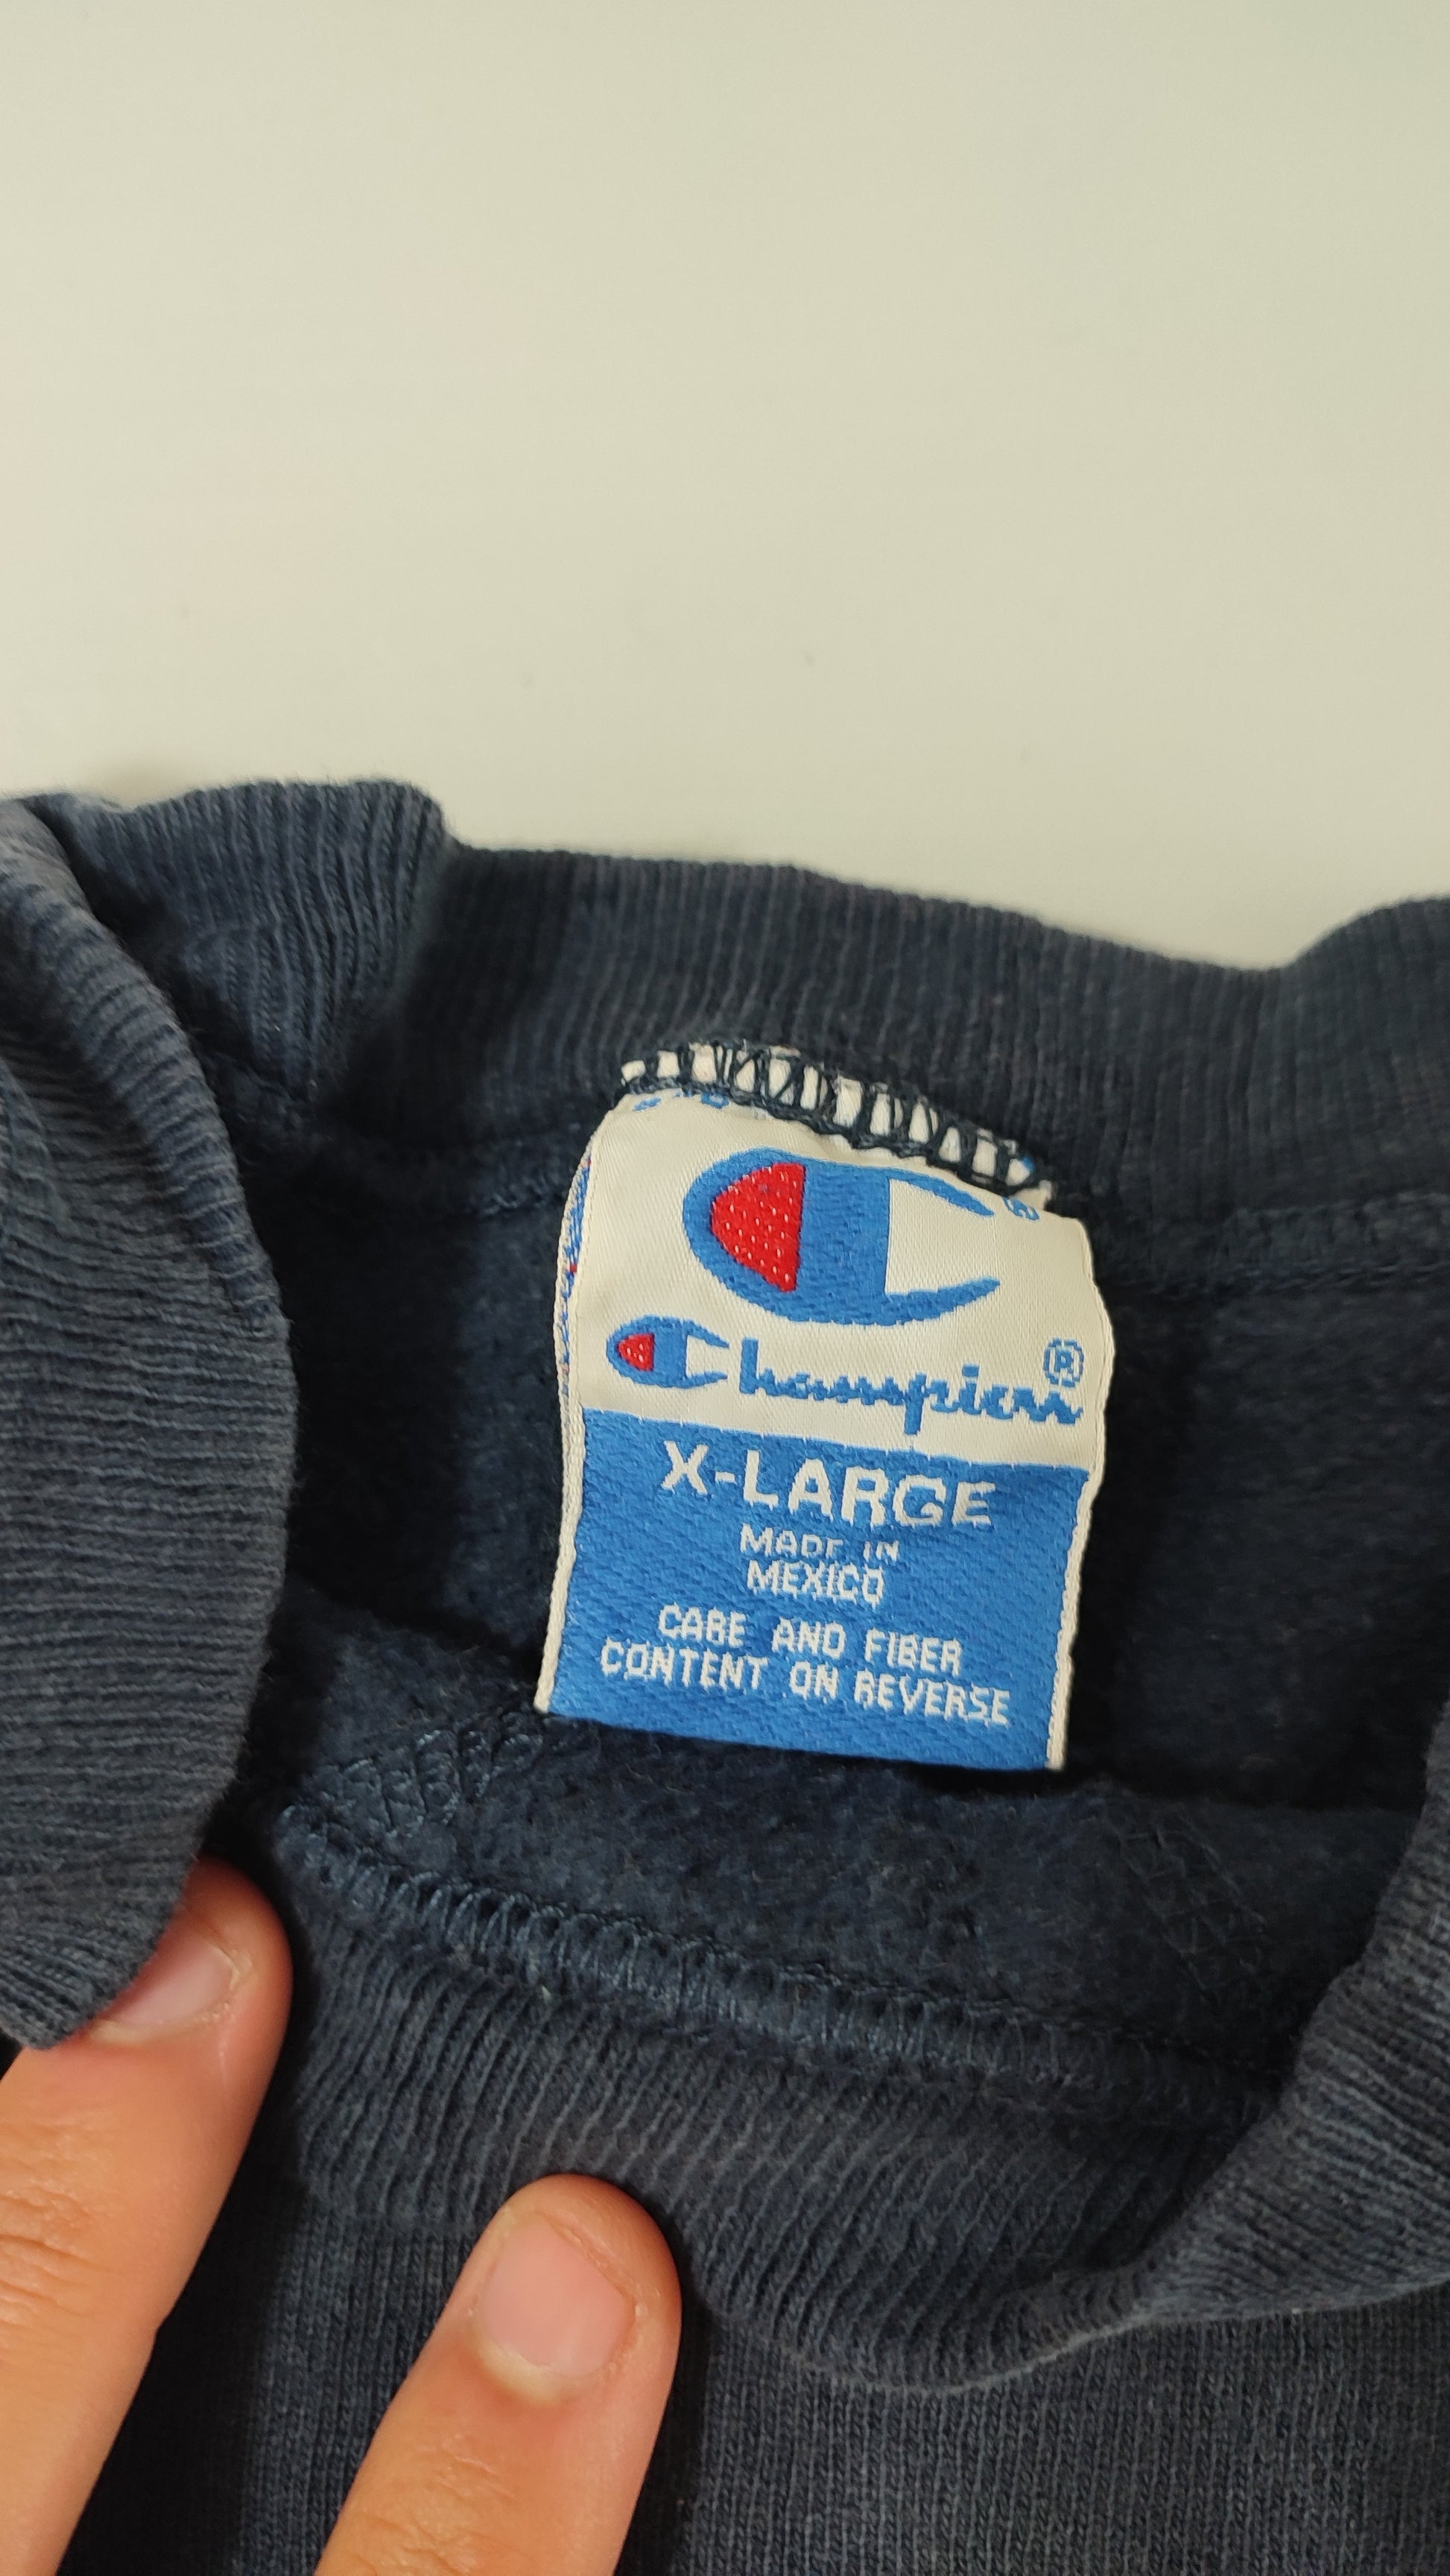 Champion®
X-LARGE
MADE IN
MEXICO
CARE AND FIBER
CONTENT ON REVERSE